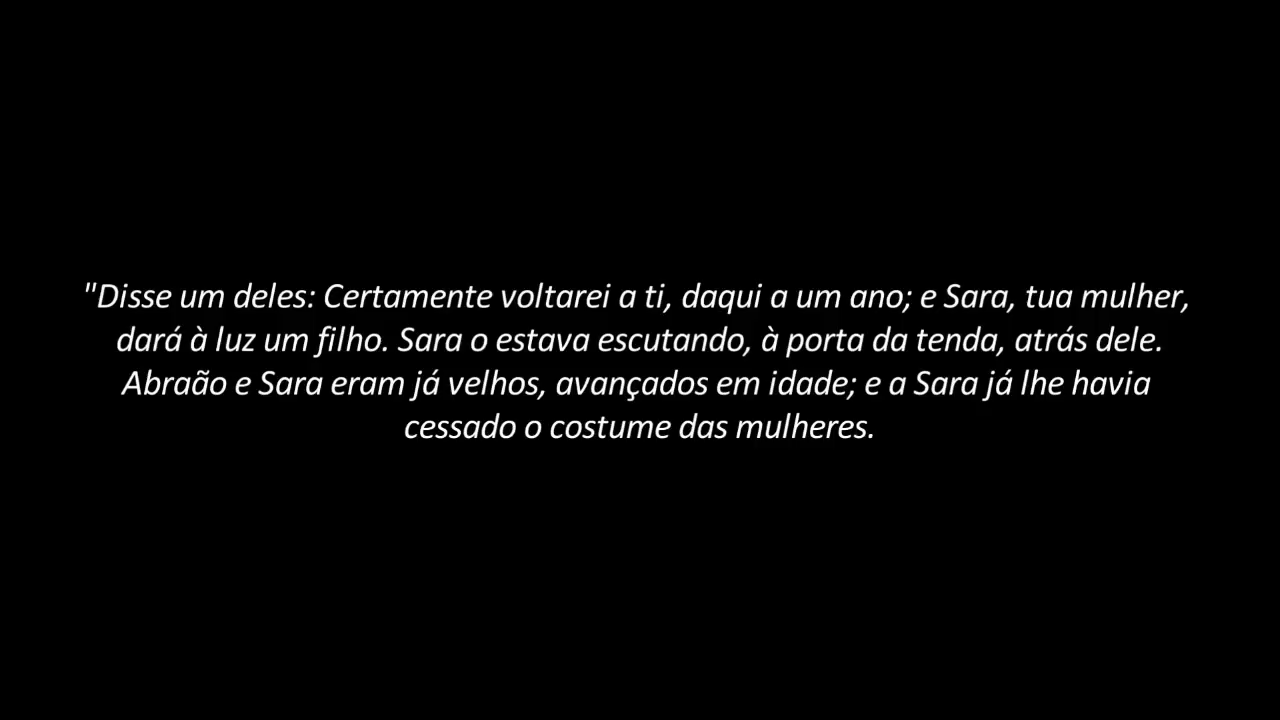 "Disse um deles: Certamente voltarei a ti, daqui a um ano; e Sara, tua mulher,
dará à luz um filho. Sara o estava escutando, à porta da tenda, atrás dele.
Abraão e Sara eram já velhos, avançados em idade; e a Sara já lhe havia
cessado o costume das mulheres.